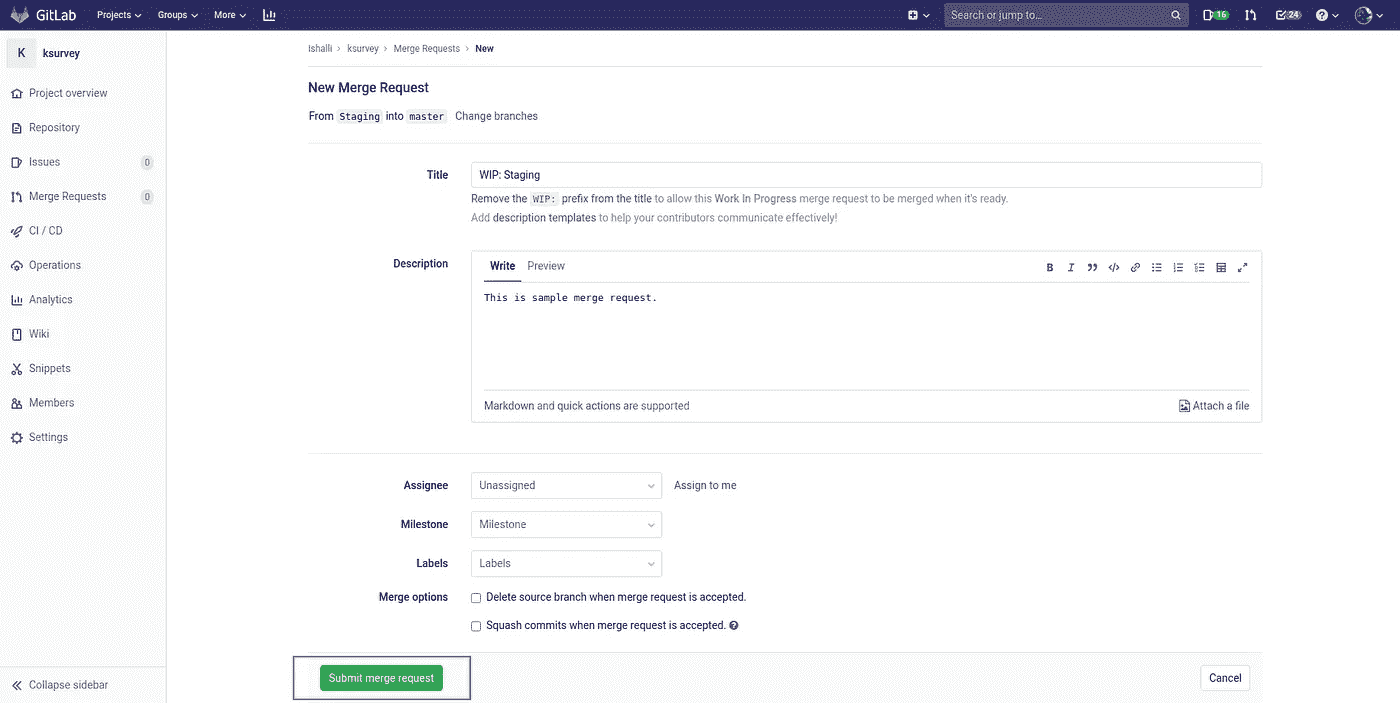 GitLab Projects Groups More Search or jump to... 16 24
K ksurvey
Project overview
Repository
Issues 0
Merge Requests 0
CI / CD
Operations
Analytics
Wiki
Snippets
Members
Settings
Collapse sidebar
lshalli > ksurvey > Merge Requests > New
New Merge Request
From Staging into master Change branches
Title WIP: Staging
Remove the WIP: prefix from the title to allow this Work In Progress merge request to be merged when it's ready.
Add description templates to help your contributors communicate effectively!
Description Write Preview
This is sample merge request.
Markdown and quick actions are supported Attach a file
Assignee Unassigned Assign to me
Milestone Milestone
Labels Labels
Merge options Delete source branch when merge request is accepted.
Squash commits when merge request is accepted.
Submit merge request Cancel